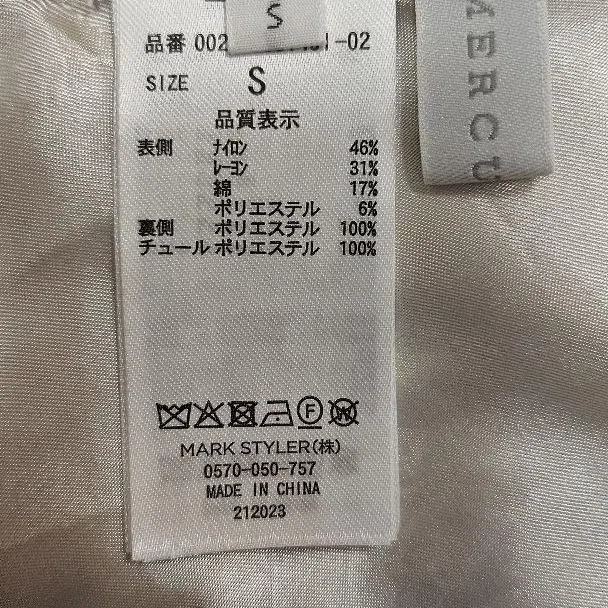 S
品番 002
1-02
SIZE S
品質表示
表側 ﾅｲﾛﾝ 46%
ﾚｰﾖﾝ 31%
綿 17%
ポリエステル 6%
裏側 ポリエステル 100%
チュール ポリエステル 100%
F W
MARK STYLER(株)
0570-050-757
MADE IN CHINA
212023
MERCU